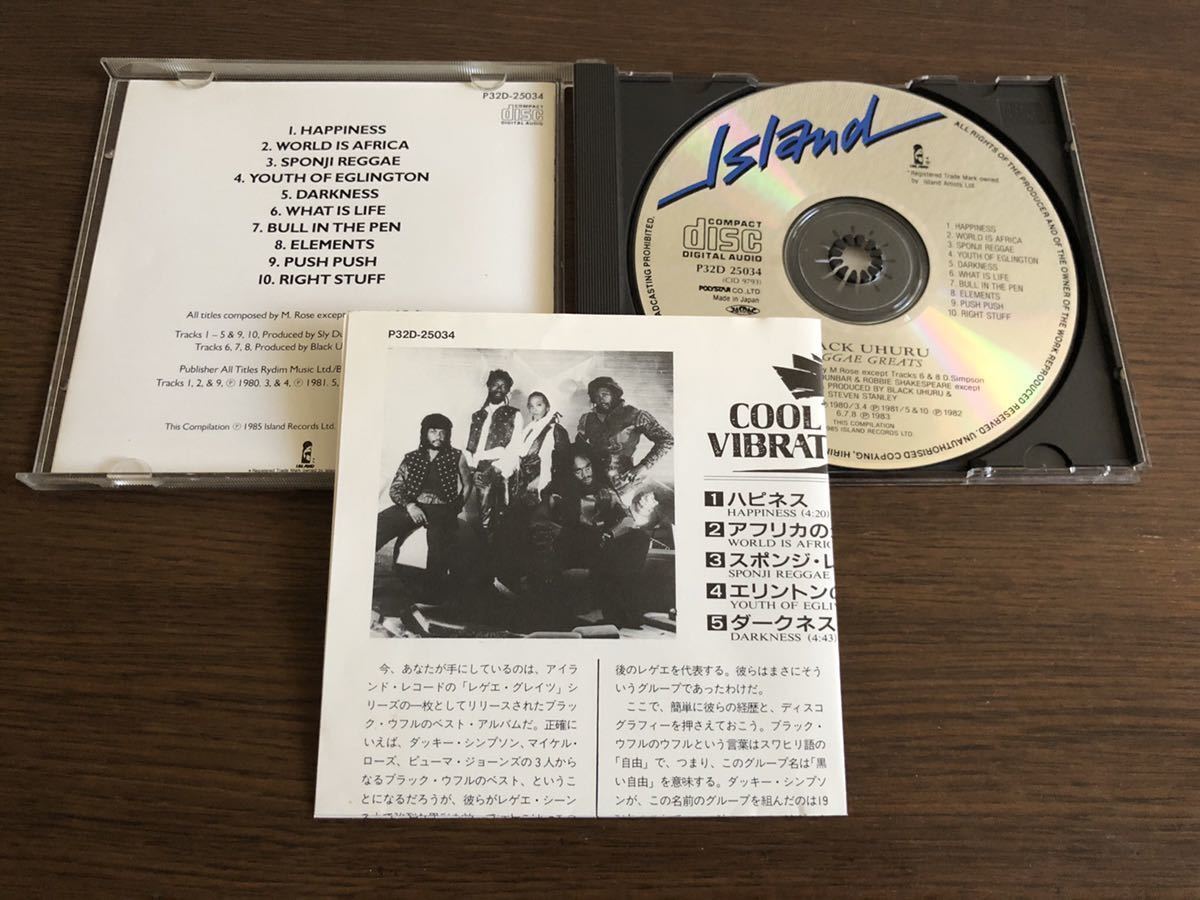 P32D-25034
COMPACT
disc
DIGITAL AUDIO
1. HAPPINESS
2. WORLD IS AFRICA
3. SPONJI REGGAE
4. YOUTH OF EGLINGTON
5. DARKNESS
6. WHAT IS LIFE
7. BULL IN THE PEN
8. ELEMENTS
9. PUSH PUSH
10. RIGHT STUFF
All titles composed by M. Rose except
Tracks 1 – 5 & 9, 10, Produced by Sly Du
Tracks 6, 7, 8, Produced by Black U
Publisher All Titles Rydim Music Ltd./B
Tracks 1, 2, & 9, Ⓟ 1980. 3, & 4, Ⓟ 1981. 5,
This Compilation Ⓟ 1985 Island Records Ltd.
* Registered Trade Mark owned by Island
Island
* Registered Trade Mark owned
by Island Artists Ltd
COMPACT
disc
DIGITAL AUDIO
P32D 25034
(CID 9793)
POLYSTAR CO., LTD.
Made in Japan
1. HAPPINESS
2. WORLD IS AFRICA
3. SPONJI REGGAE
4. YOUTH OF EGLINGTON
5. DARKNESS
6. WHAT IS LIFE
7. BULL IN THE PEN
8. ELEMENTS
9. PUSH PUSH
10. RIGHT STUFF
ACK UHURU
GGAE GREATS
y M Rose except Tracks 6 & 8 D. Simpson
DUNBAR & ROBBIE SHAKESPEARE except
PRODUCED BY BLACK UHURU &
STEVEN STANLEY
1980/3.4 Ⓟ 1981/5 & 10 Ⓟ 1982
6.7.8 Ⓟ 1983
THIS COMPILATION
985 ISLAND RECORDS LTD.
ALL RIGHTS OF THE PRODUCER AND OF THE OWNER OF THE WORK REPRODUCED RESERVED. UNAUTHORISED COPYING, HIRIN
ADCASTING PROHIBITED.
P32D-25034
COOL
VIBRAT
1 ハピネス
HAPPINESS (4:20)
2 アフリカの
WORLD IS AFRIC
3 スポンジ・レ
SPONJI REGGAE
4 エリントンの
YOUTH OF EGLI
5 ダークネス
DARKNESS (4:43)
今、あなたが手にしているのは、アイラ
ンド・レコードの「レゲエ・グレイツ」シ
リーズの一枚としてリリースされたブラッ
ク・ウフルのベスト・アルバムだ。正確に
いえば、ダッキー・シンプソン、マイケル・
ローズ、ピューマ・ジョーンズの3人から
なるブラック・ウフルのベスト、というこ
とになるだろうが、彼らがレゲエ・シーン
後のレゲエを代表する。彼らはまさにそう
いうグループであったわけだ。
ここで、簡単に彼らの経歴と、ディスコ
グラフィーを押さえておこう。ブラック・
ウフルのウフルという言葉はスワヒリ語の
「自由」で、つまり、このグループ名は「黒
い自由」を意味する。ダッキー・シンプソ
ンが、この名前のグループを組んだのは19